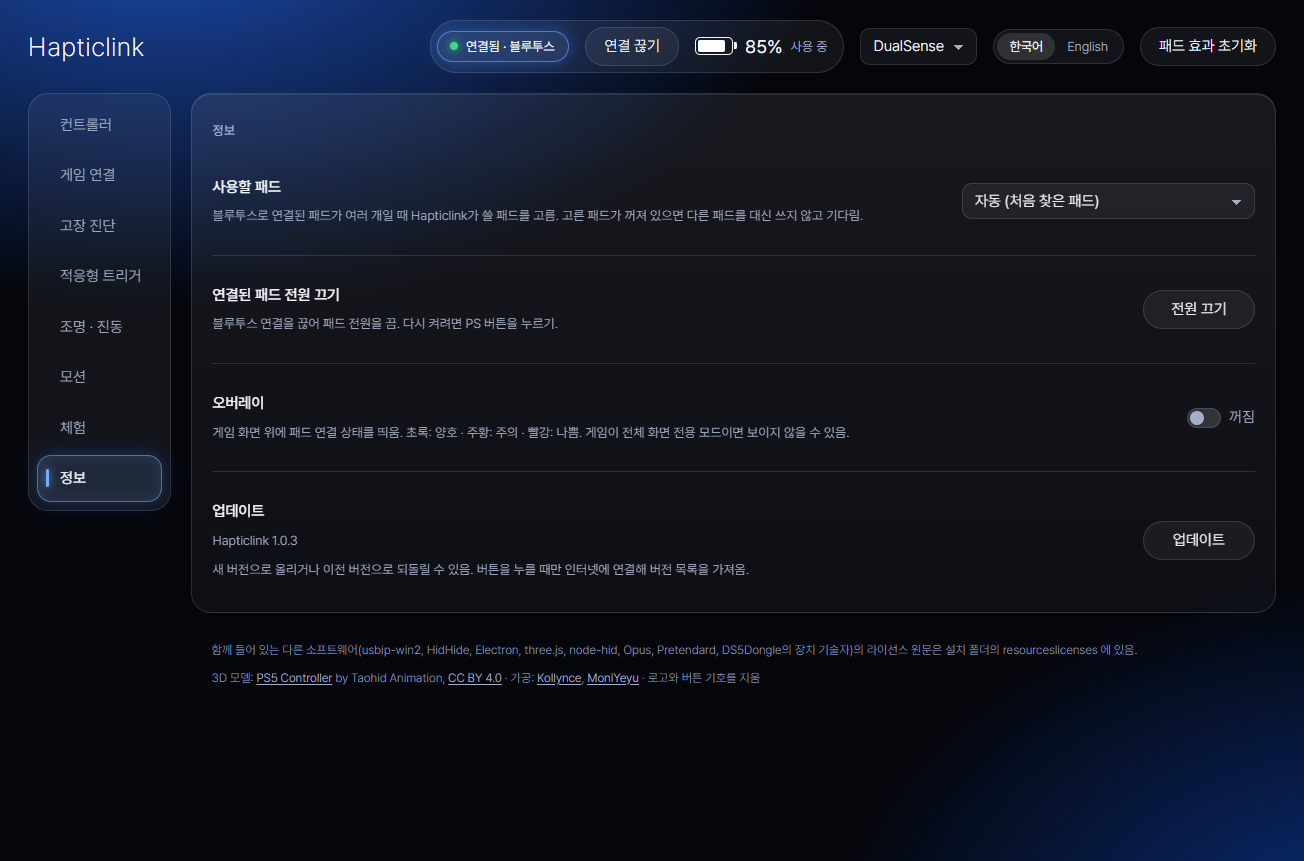 Hapticlink
연결됨 · 블루투스
연결 끊기
85% 사용 중
DualSense
한국어
English
패드 효과 초기화
컨트롤러
게임 연결
고장 진단
적응형 트리거
조명 · 진동
모션
체험
정보
정보
사용할 패드
블루투스로 연결된 패드가 여러 개일 때 Hapticlink가 쓸 패드를 고름. 고른 패드가 꺼져 있으면 다른 패드를 대신 쓰지 않고 기다림.
자동 (처음 찾은 패드)
연결된 패드 전원 끄기
블루투스 연결을 끊어 패드 전원을 끔. 다시 켜려면 PS 버튼을 누르기.
전원 끄기
오버레이
게임 화면 위에 패드 연결 상태를 띄움. 초록: 양호 · 주황: 주의 · 빨강: 나쁨. 게임이 전체 화면 전용 모드이면 보이지 않을 수 있음.
꺼짐
업데이트
Hapticlink 1.0.3
새 버전으로 올리거나 이전 버전으로 되돌릴 수 있음. 버튼을 누를 때만 인터넷에 연결해 버전 목록을 가져옴.
업데이트
함께 들어 있는 다른 소프트웨어(usbip-win2, HidHide, Electron, three.js, node-hid, Opus, Pretendard, DS5Dongle의 장치 기술자)의 라이선스 원문은 설치 폴더의 resourceslicenses 에 있음.
3D 모델: PS5 Controller by Taohid Animation, CC BY 4.0 · 가공: Kollynce, MoniYeyu · 로고와 버튼 기호를 지움